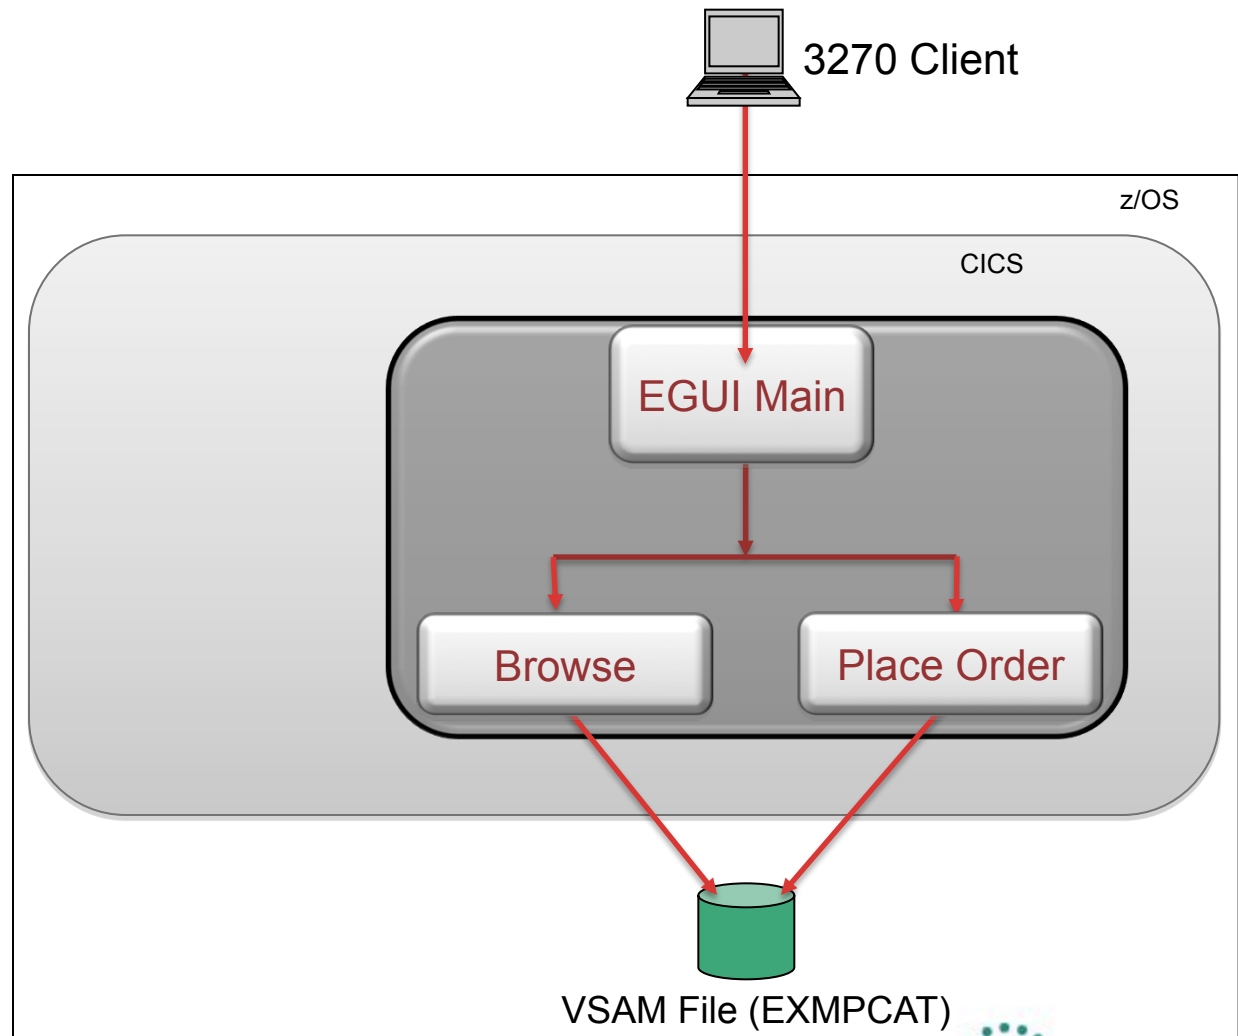 3270 Client
z/OS
CICS
EGUI Main
Browse
Place Order
VSAM File (EXMPCAT)